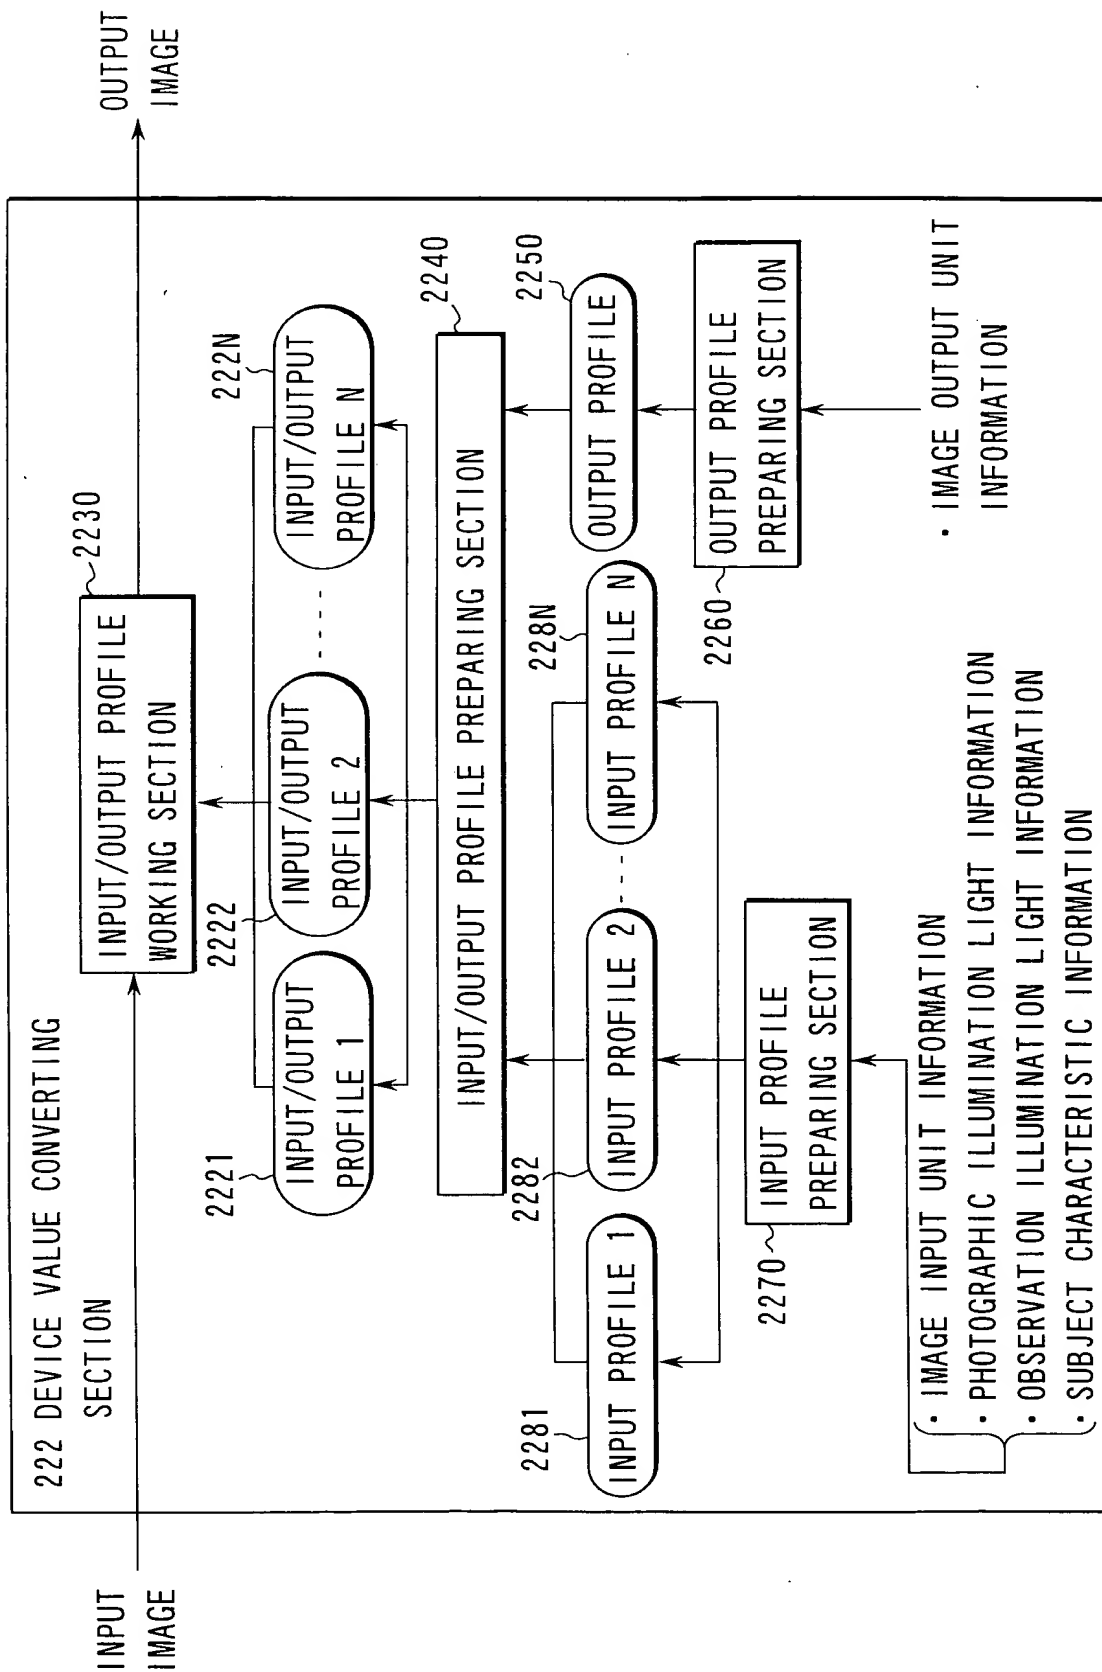 INPUT
IMAGE
OUTPUT
IMAGE
222 DEVICE VALUE CONVERTING
SECTION
2230
INPUT/OUTPUT PROFILE
WORKING SECTION
2221
INPUT/OUTPUT
PROFILE 1
2222
INPUT/OUTPUT
PROFILE 2
222N
INPUT/OUTPUT
PROFILE N
2240
INPUT/OUTPUT PROFILE PREPARING SECTION
2281
INPUT PROFILE 1
2282
INPUT PROFILE 2
228N
INPUT PROFILE N
2250
OUTPUT PROFILE
2270
INPUT PROFILE
PREPARING SECTION
2260
OUTPUT PROFILE
PREPARING SECTION
• IMAGE INPUT UNIT INFORMATION
• PHOTOGRAPHIC ILLUMINATION LIGHT INFORMATION
• OBSERVATION ILLUMINATION LIGHT INFORMATION
• SUBJECT CHARACTERISTIC INFORMATION
• IMAGE OUTPUT UNIT
INFORMATION